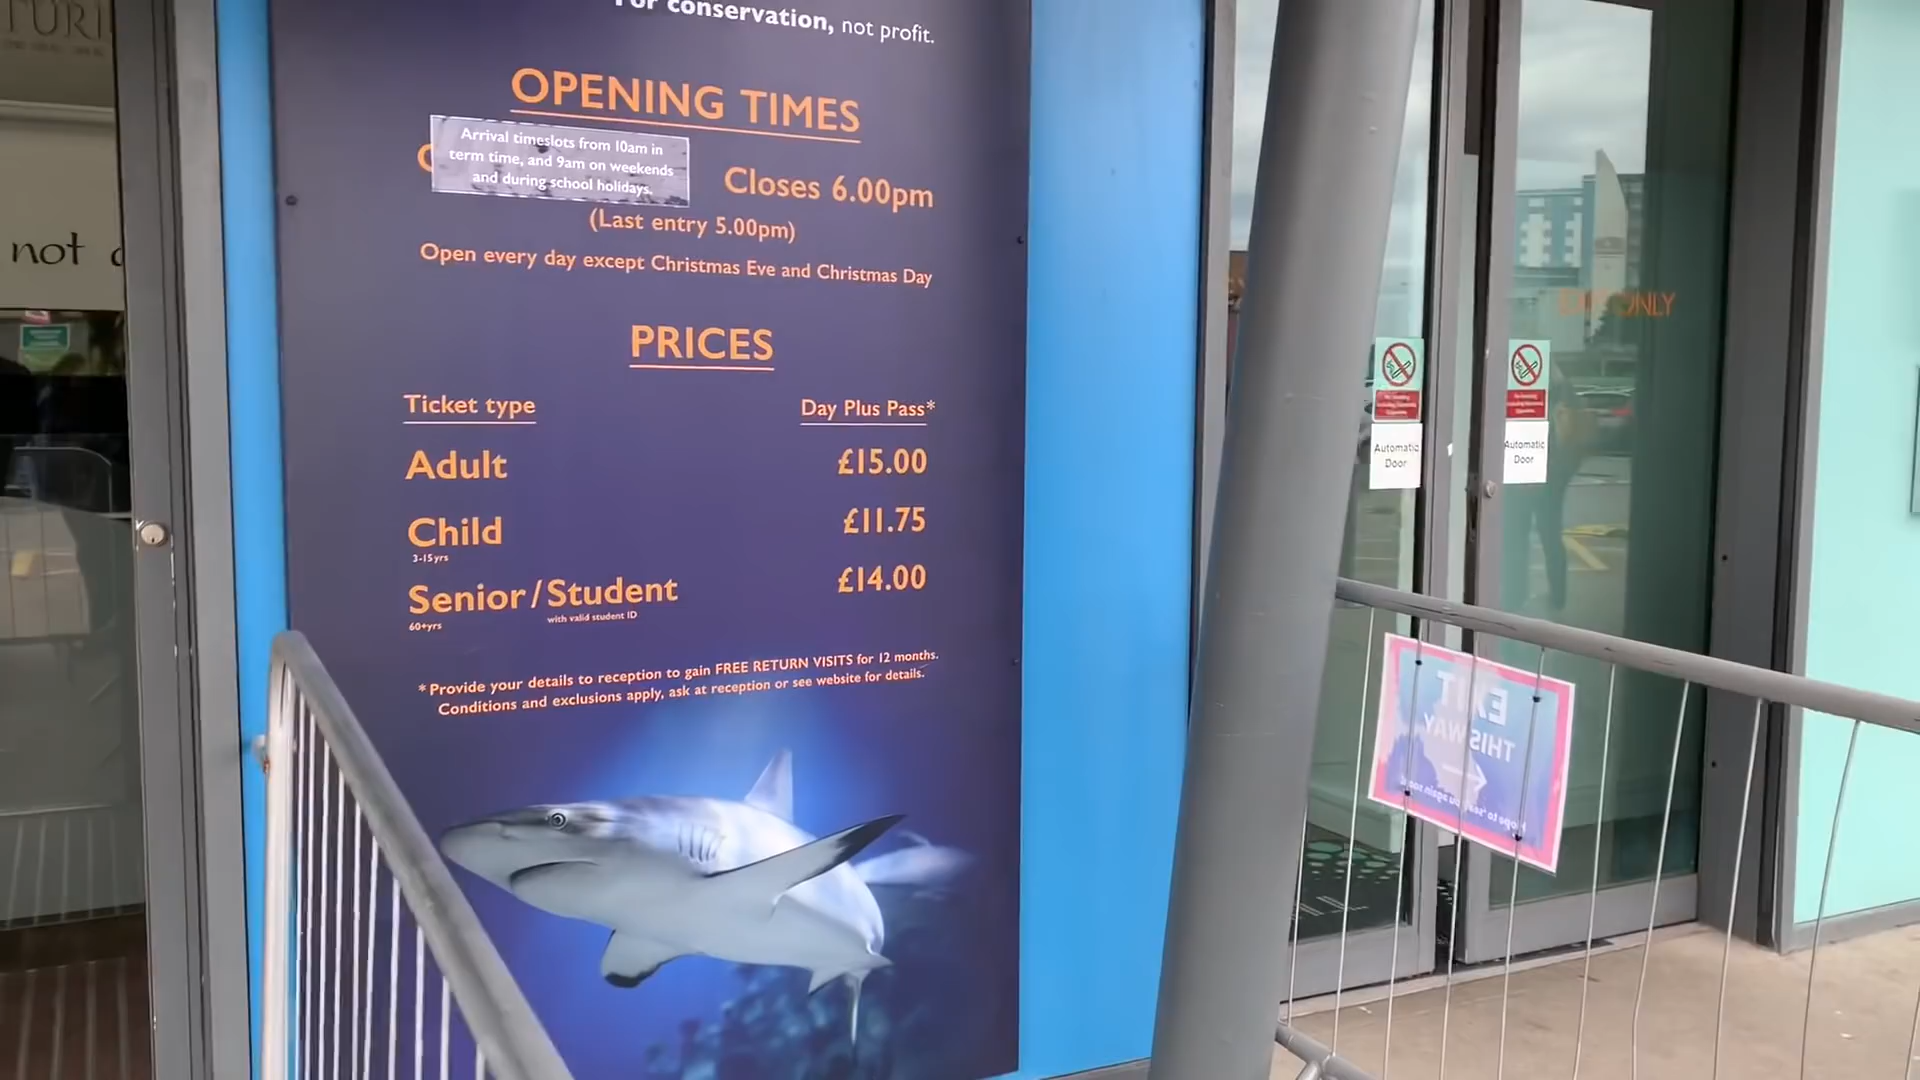 For conservation, not profit.
OPENING TIMES
Arrival timeslots from 10am in
term time, and 9am on weekends
and during school holidays.
Closes 6.00pm
(Last entry 5.00pm)
Open every day except Christmas Eve and Christmas Day
PRICES
Ticket type Day Plus Pass*
Adult £15.00
Child £11.75
3-15yrs
Senior/Student £14.00
60+yrs with valid student ID
*Provide your details to reception to gain FREE RETURN VISITS for 12 months.
Conditions and exclusions apply, ask at reception or see website for details.
not
ONLY
Automatic
Door
Automatic
Door
EXIT
THIS WAY